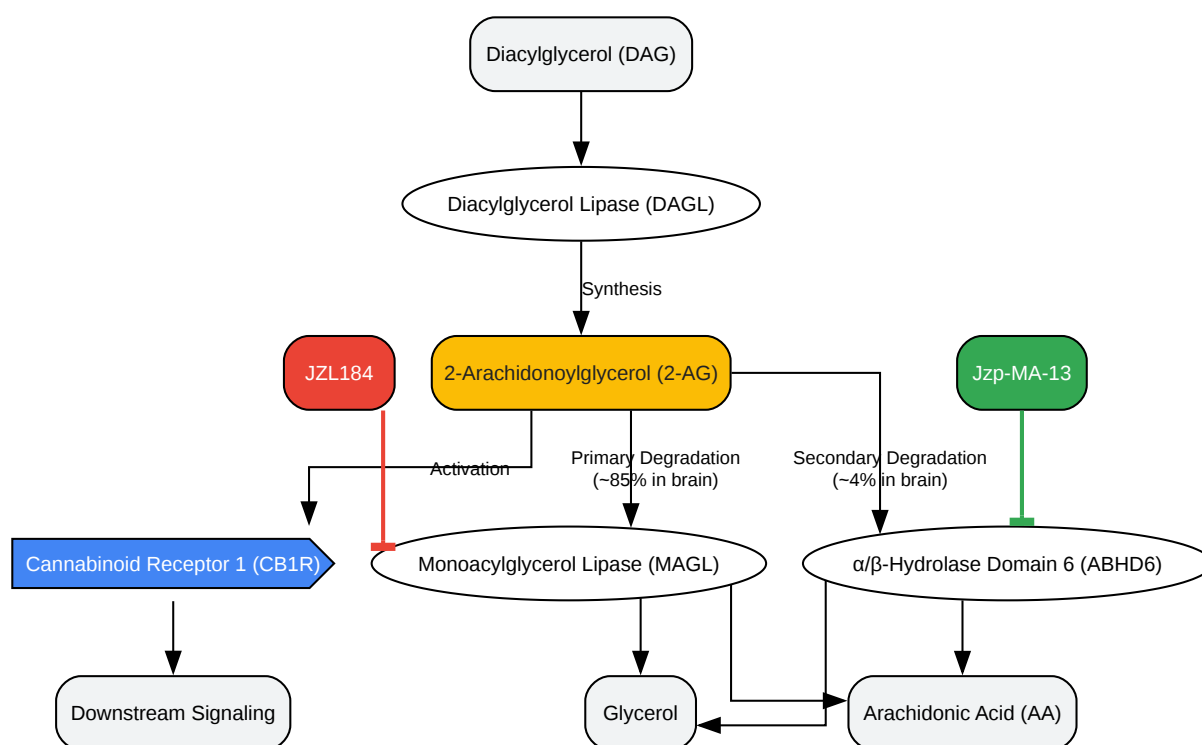 Diacylglycerol (DAG)
Diacylglycerol Lipase (DAGL)
Synthesis
JZL184
2-Arachidonoylglycerol (2-AG)
Jzp-MA-13
Activation
Primary Degradation
(~85% in brain)
Secondary Degradation
(~4% in brain)
Cannabinoid Receptor 1 (CB1R)
Monoacylglycerol Lipase (MAGL)
α/β-Hydrolase Domain 6 (ABHD6)
Downstream Signaling
Glycerol
Arachidonic Acid (AA)